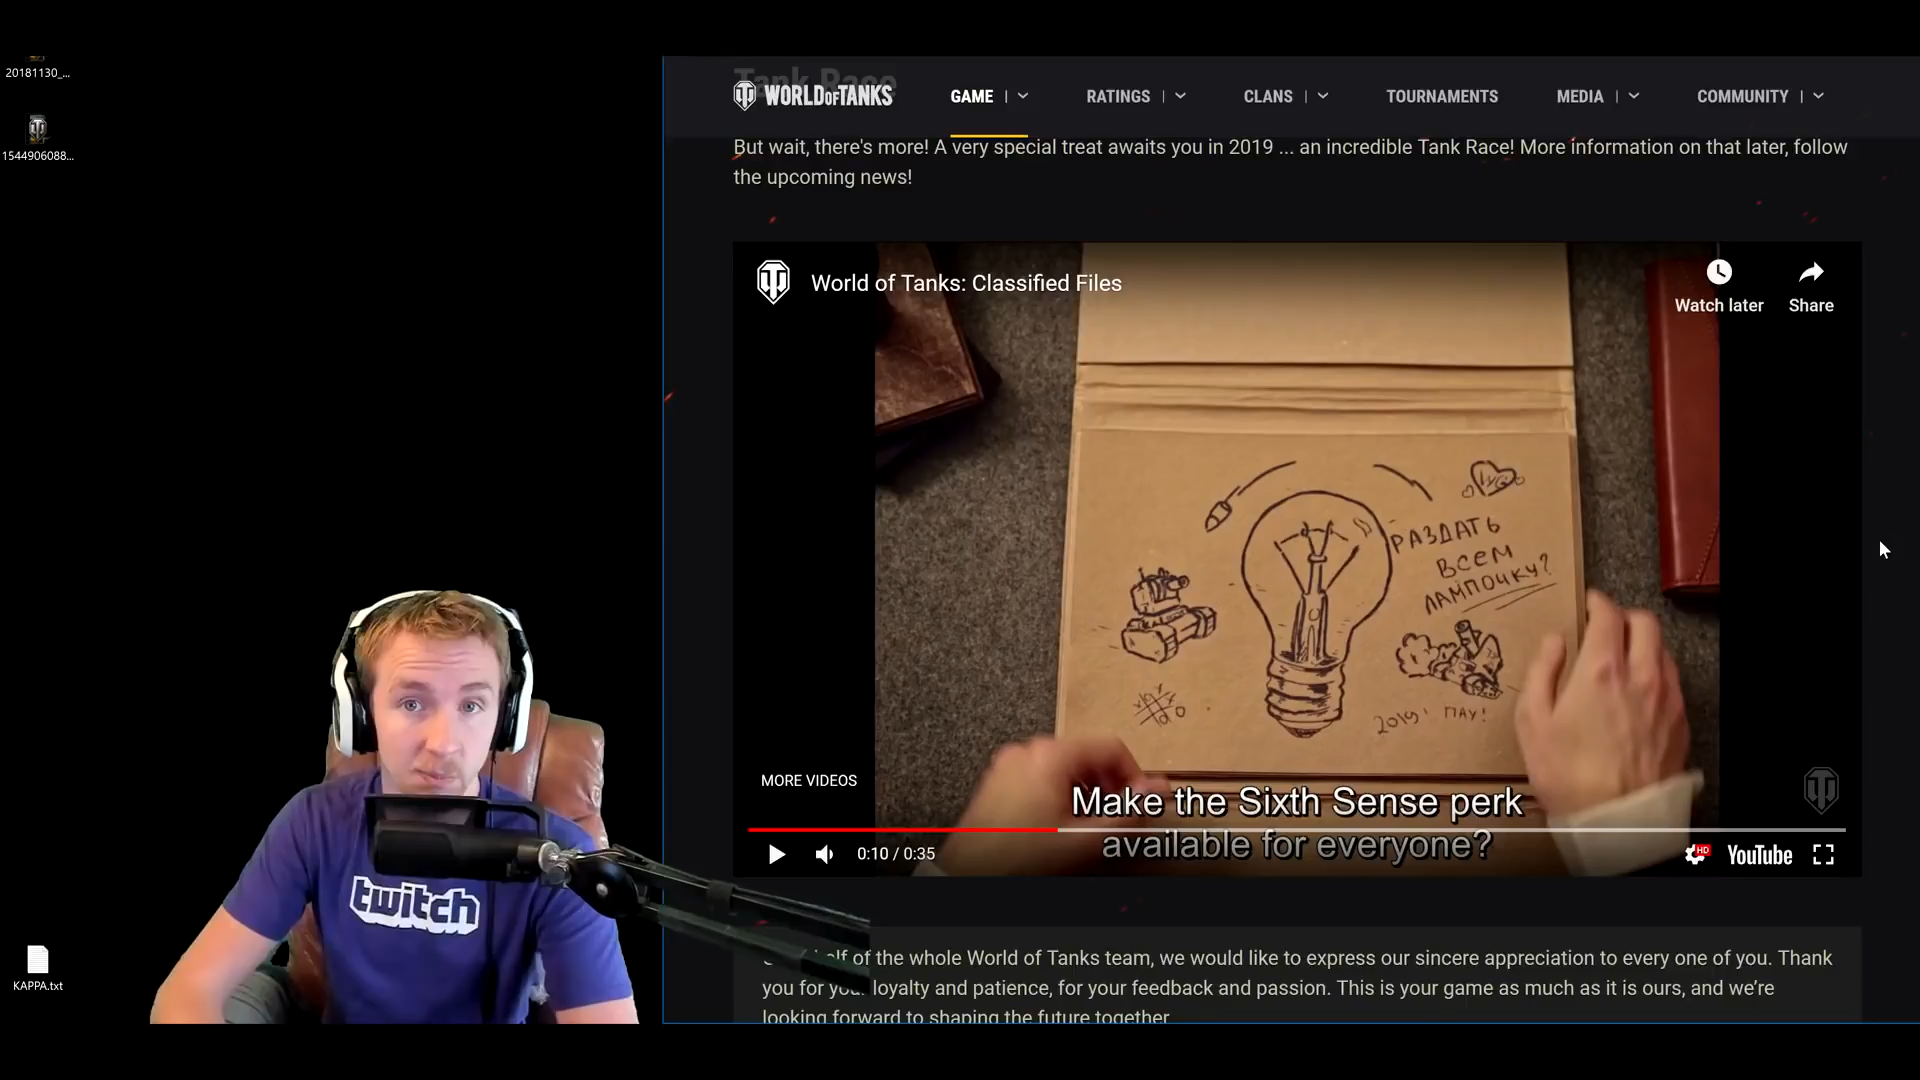 20181130_...
1544906088...
KAPPA.txt
Tank Race
WORLD OF TANKS
GAME
RATINGS
CLANS
TOURNAMENTS
MEDIA
COMMUNITY
But wait, there's more! A very special treat awaits you in 2019 ... an incredible Tank Race! More information on that later, follow
the upcoming news!
World of Tanks: Classified Files
Watch later
Share
РАЗДАТЬ
ВСЕМ
ЛАМПОЧКУ?
2019!
ПАУ!
MORE VIDEOS
Make the Sixth Sense perk
available for everyone?
0:10 / 0:35
HD
YouTube
twitch
of the whole World of Tanks team, we would like to express our sincere appreciation to every one of you. Thank
you for your loyalty and patience, for your feedback and passion. This is your game as much as it is ours, and we’re
looking forward to shaping the future together